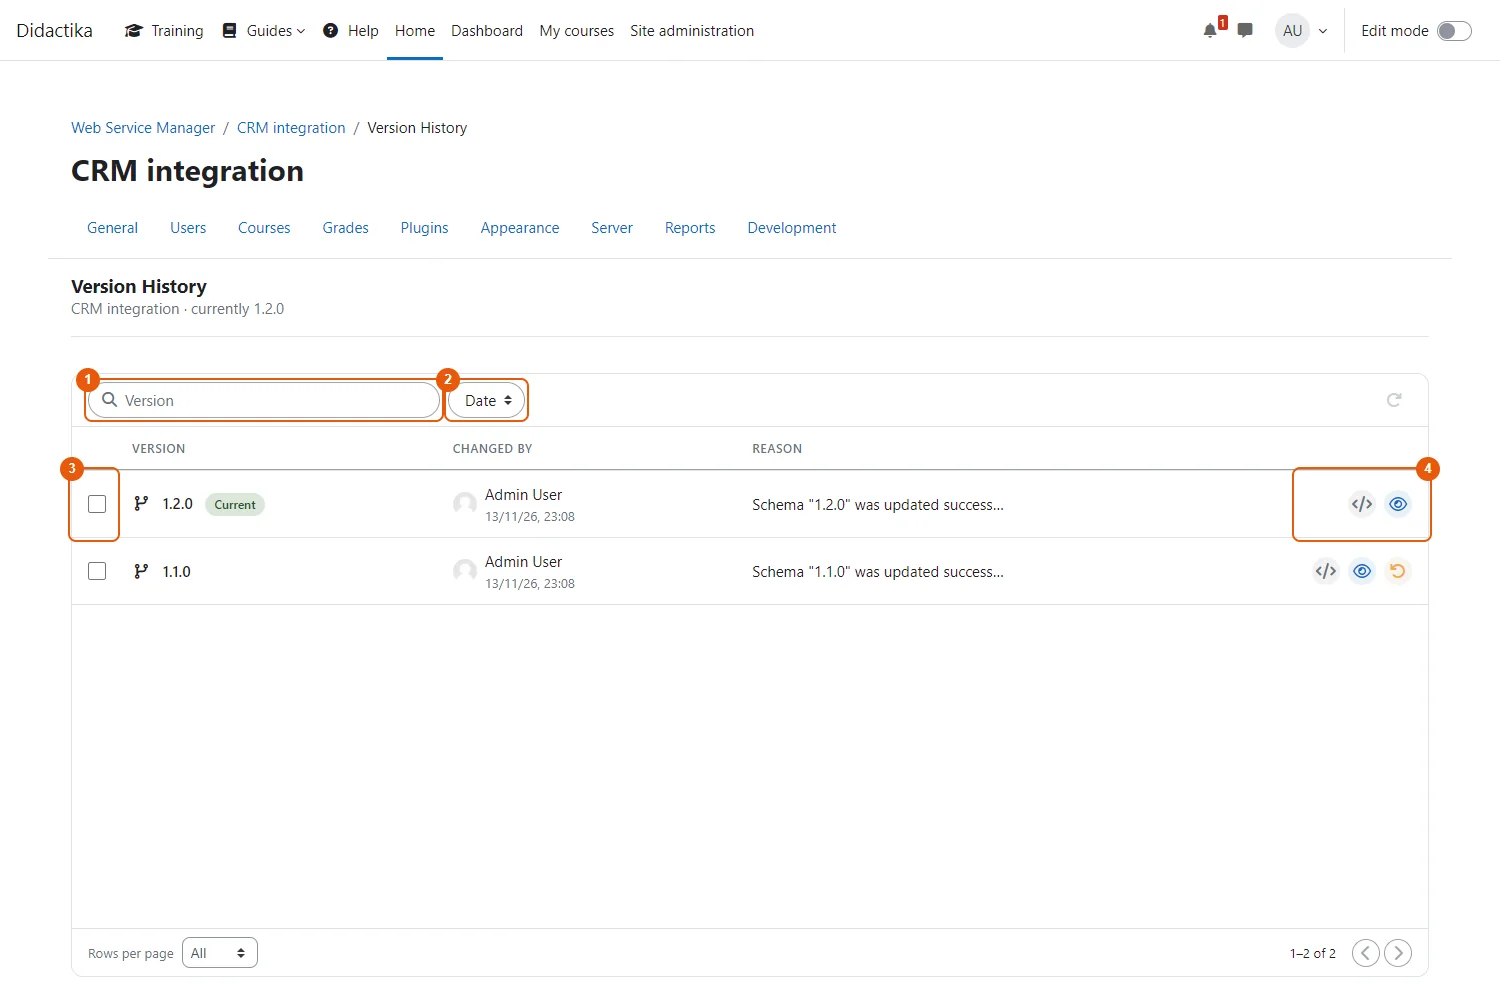 Didactika Training Guides Help Home Dashboard My courses Site administration 1 AU Edit mode
Web Service Manager / CRM integration / Version History
CRM integration
General Users Courses Grades Plugins Appearance Server Reports Development
Version History
CRM integration · currently 1.2.0
1 2
Version Date
VERSION CHANGED BY REASON
3 4
1.2.0 Current Admin User Schema "1.2.0" was updated success...
13/11/26, 23:08
1.1.0 Admin User Schema "1.1.0" was updated success...
13/11/26, 23:08
Rows per page All 1–2 of 2